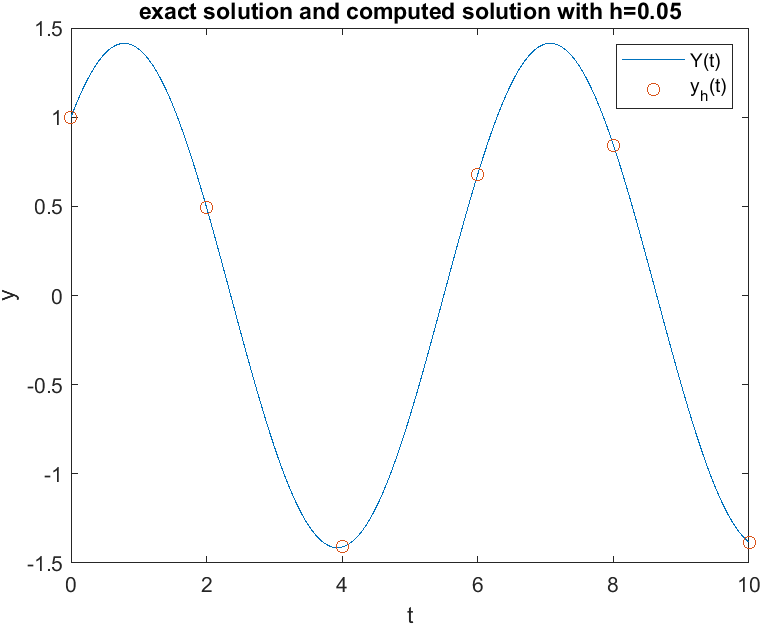 exact solution and computed solution with h=0.05
Y(t)
y_h(t)
y
1.5
1
0.5
0
-0.5
-1
-1.5
0 2 4 6 8 10
t